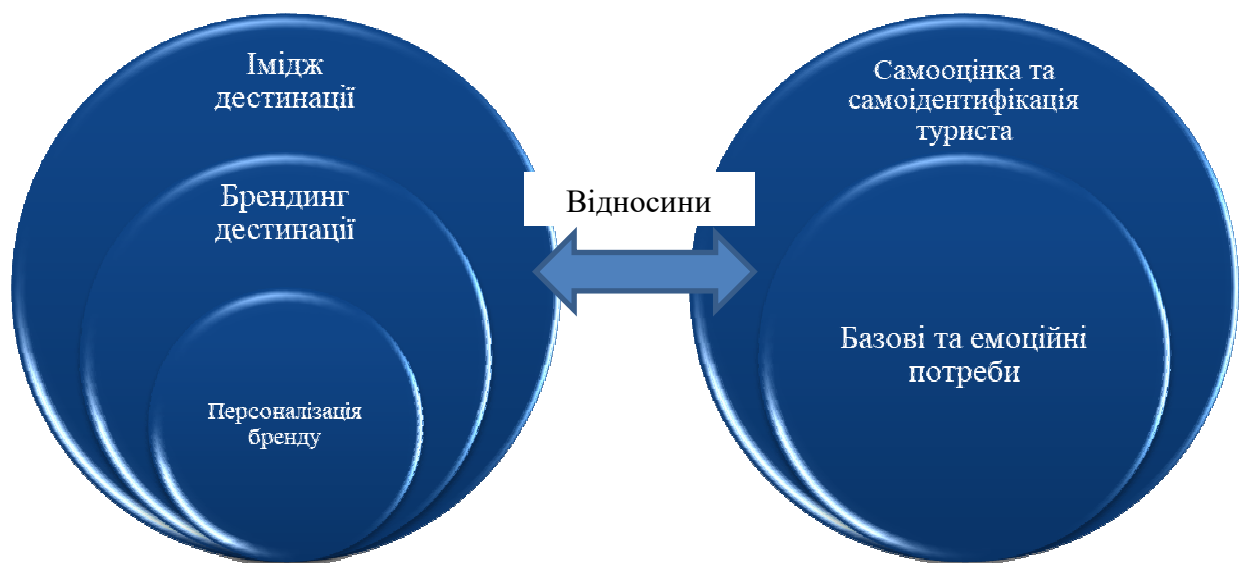 Імідж
дестинації
Брендинг
дестинації
Персоналізація
бренду
Відносини
Самооцінка та
самоідентифікація
туриста
Базові та емоційні
потреби